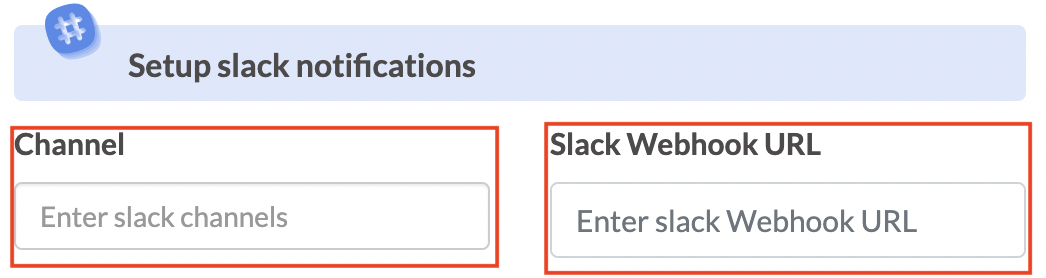 Setup slack notifications
Channel
Enter slack channels
Slack Webhook URL
Enter slack Webhook URL